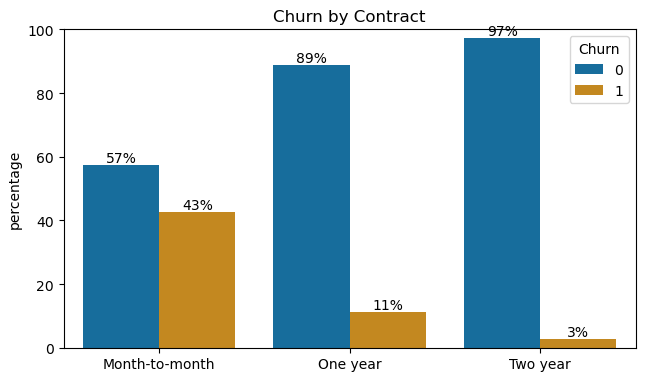 Churn by Contract
percentage
100
80
60
40
20
0
57%
43%
89%
11%
97%
3%
Month-to-month
One year
Two year
Churn
0
1